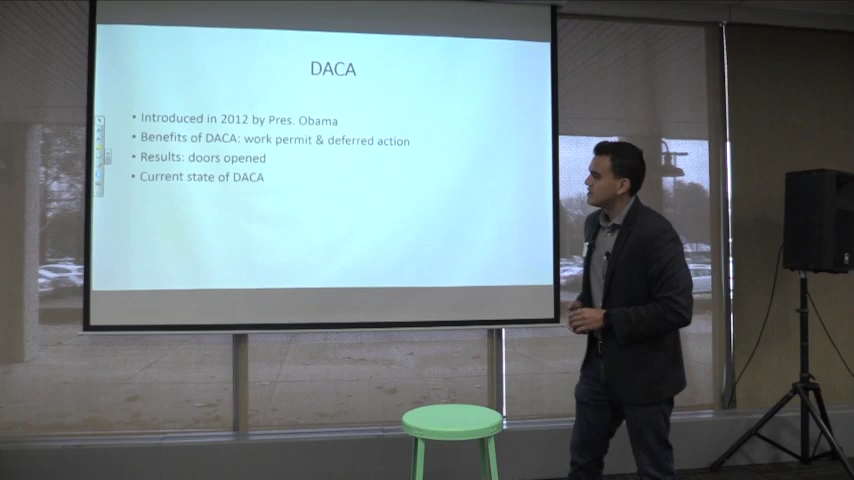 DACA
• Introduced in 2012 by Pres. Obama
• Benefits of DACA: work permit & deferred action
• Results: doors opened
• Current state of DACA